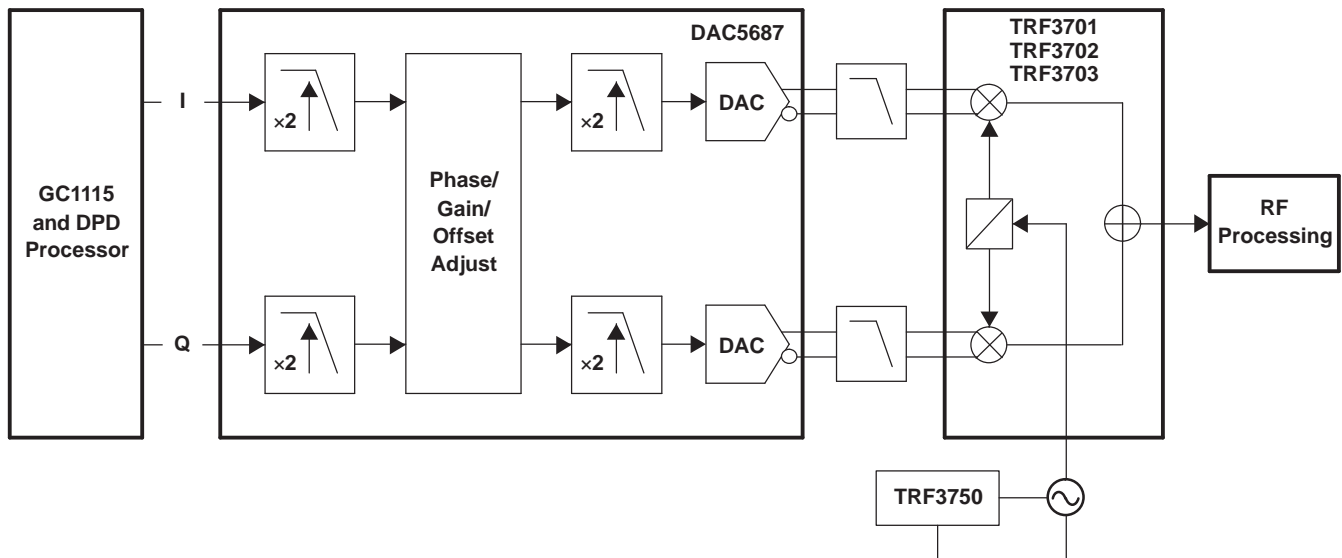 DAC5687
TRF3701
TRF3702
TRF3703
I
×2
×2
DAC
GC1115
and DPD
Processor
Phase/
Gain/
Offset
Adjust
RF
Processing
Q
×2
×2
DAC
TRF3750